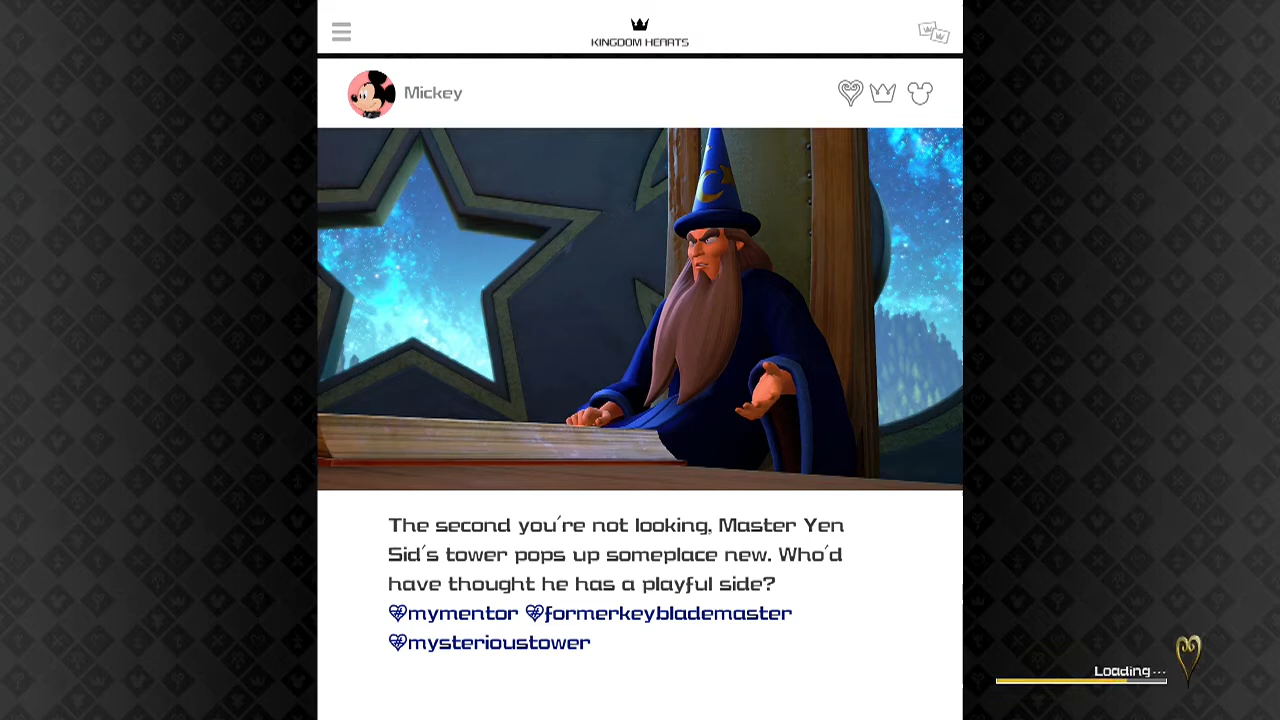 KINGDOM HEARTS
Mickey
The second you're not looking, Master Yen
Sid's tower pops up someplace new. Who'd
have thought he has a playful side?
mymentor formerkeyblademaster
mysterioustower
Loading...